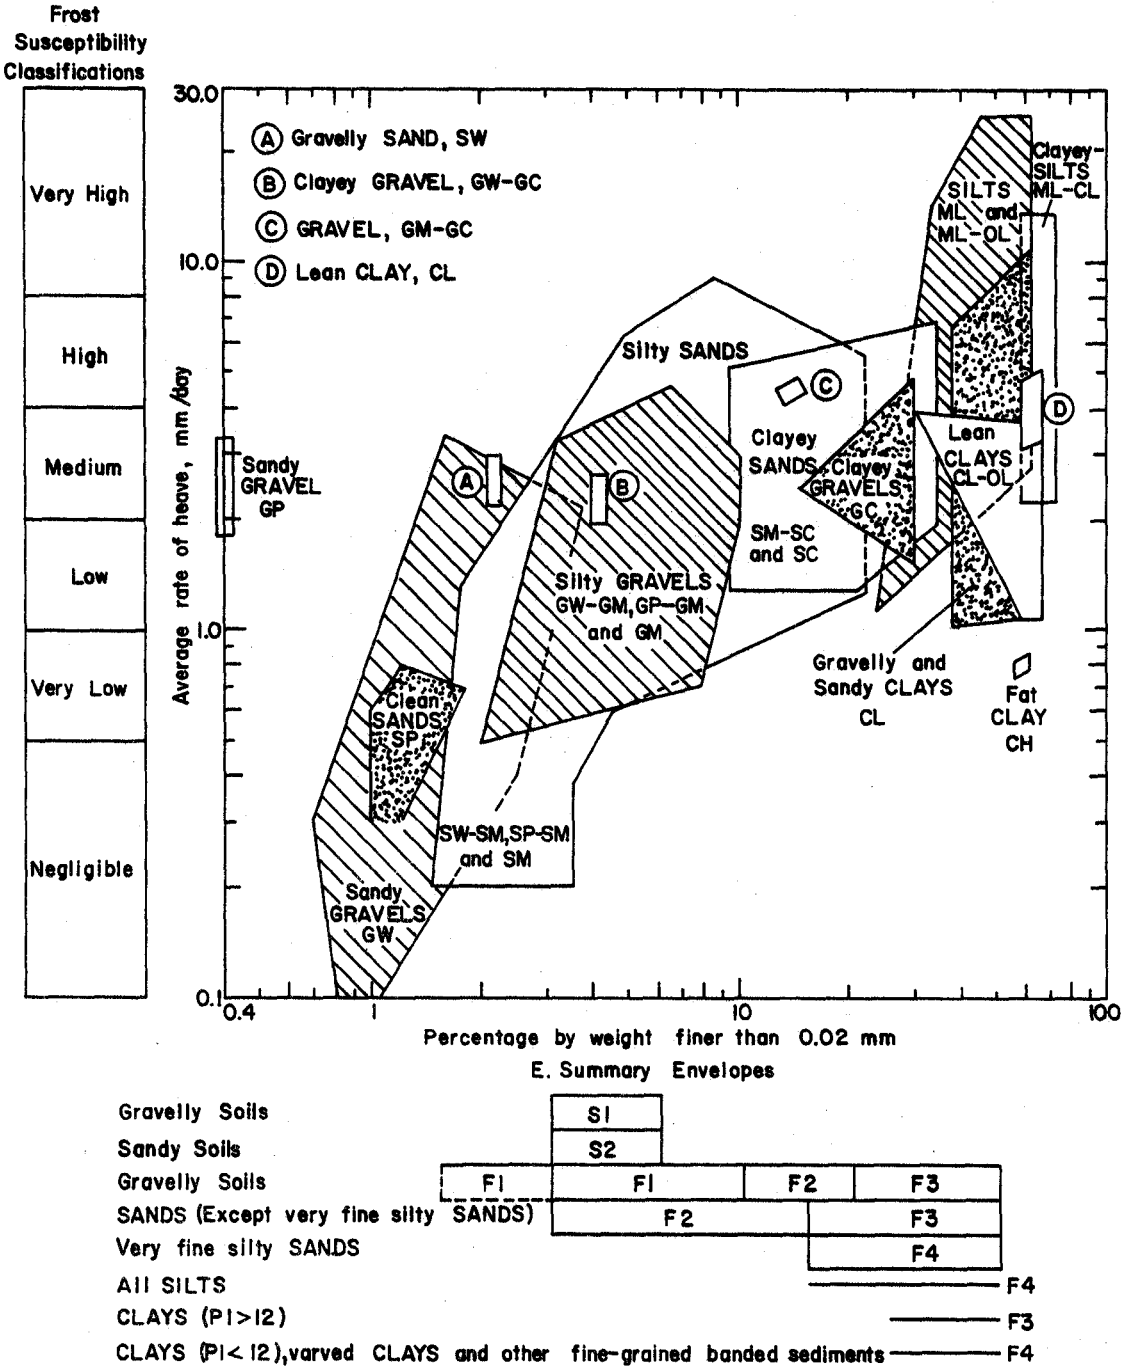 Frost
Susceptibility
Classifications
Very High
High
Medium
Low
Very Low
Negligible
Average rate of heave, mm/day
30.0
10.0
1.0
0.1
A Gravelly SAND, SW
B Clayey GRAVEL, GW-GC
C GRAVEL, GM-GC
D Lean CLAY, CL
Clayey-
SILTS
ML-CL
SILTS
ML and
ML-OL
Silty SANDS
C
D
Clayey
SANDS
SM-SC
and SC
Clayey
GRAVELS
GC
Lean
CLAYS
CL-OL
Sandy
GRAVEL
GP
A
B
Silty GRAVELS
GW-GM, GP-GM
and GM
Gravelly and
Sandy CLAYS
CL
Fat
CLAY
CH
Clean
SANDS
SP
SW-SM, SP-SM
and SM
Sandy
GRAVELS
GW
0.4 1 10 100
Percentage by weight finer than 0.02 mm
E. Summary Envelopes
Gravelly Soils S1
Sandy Soils S2
Gravelly Soils F1 F1 F2 F3
SANDS (Except very fine silty SANDS) F2 F3
Very fine silty SANDS F4
All SILTS F4
CLAYS (PI>12) F3
CLAYS (PI<12), varved CLAYS and other fine-grained banded sediments F4